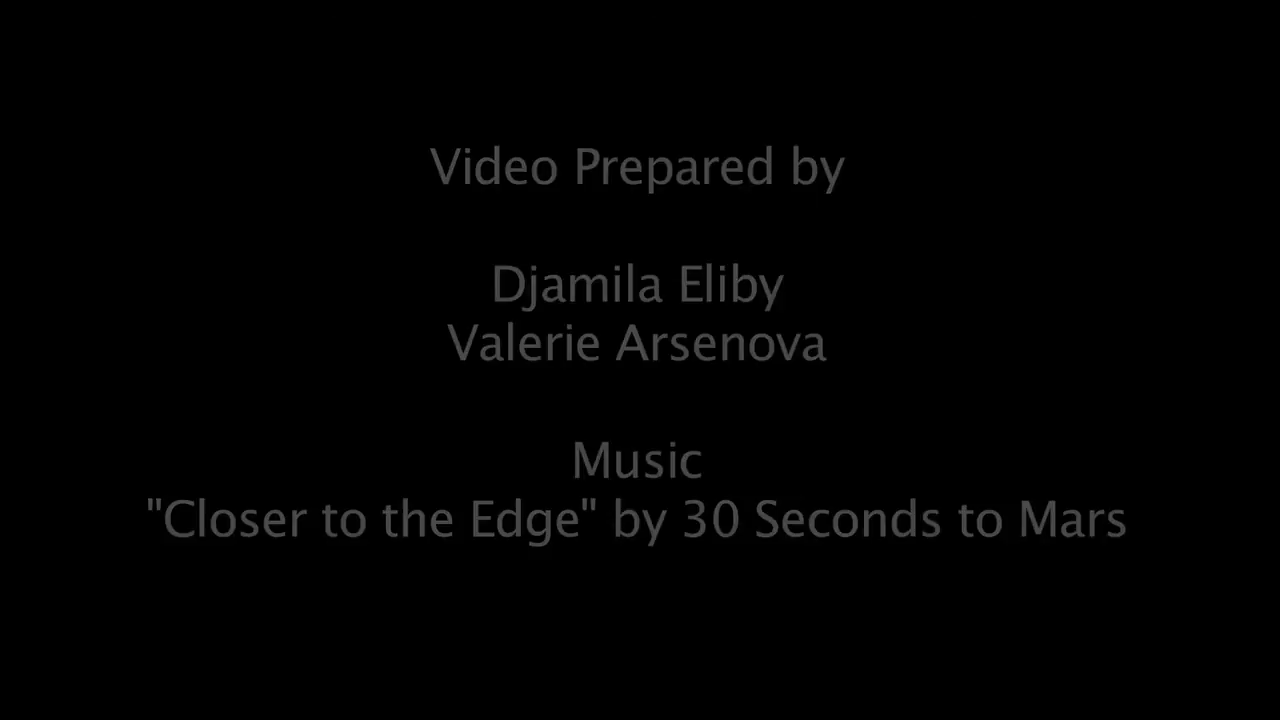 Video Prepared by
Djamila Eliby
Valerie Arsenova
Music
"Closer to the Edge" by 30 Seconds to Mars